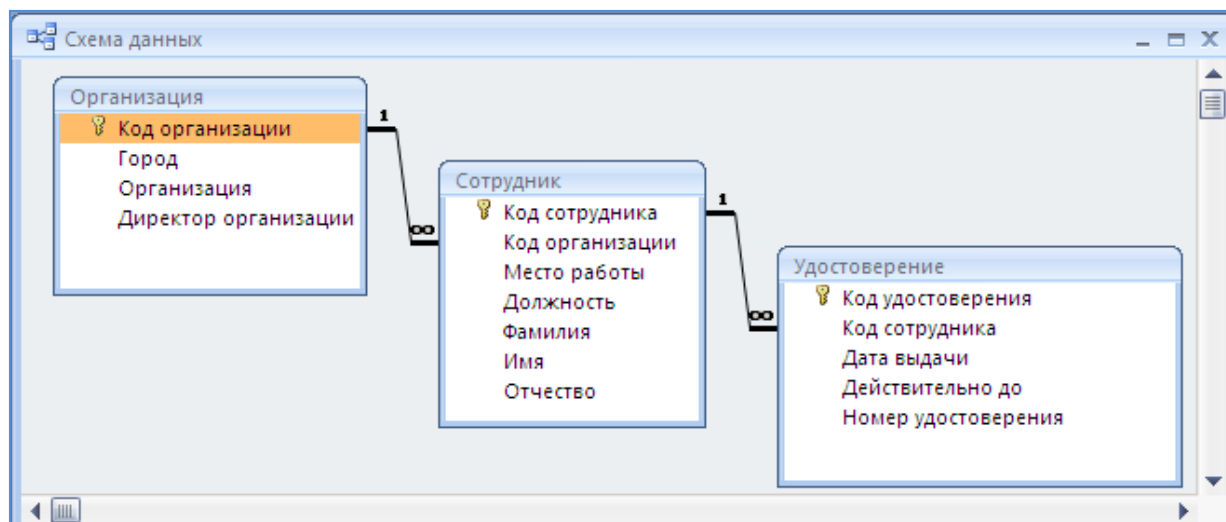 Схема данных
Организация
Код организации
Город
Организация
Директор организации
1
∞
Сотрудник
Код сотрудника
Код организации
Место работы
Должность
Фамилия
Имя
Отчество
1
∞
Удостоверение
Код удостоверения
Код сотрудника
Дата выдачи
Действительно до
Номер удостоверения